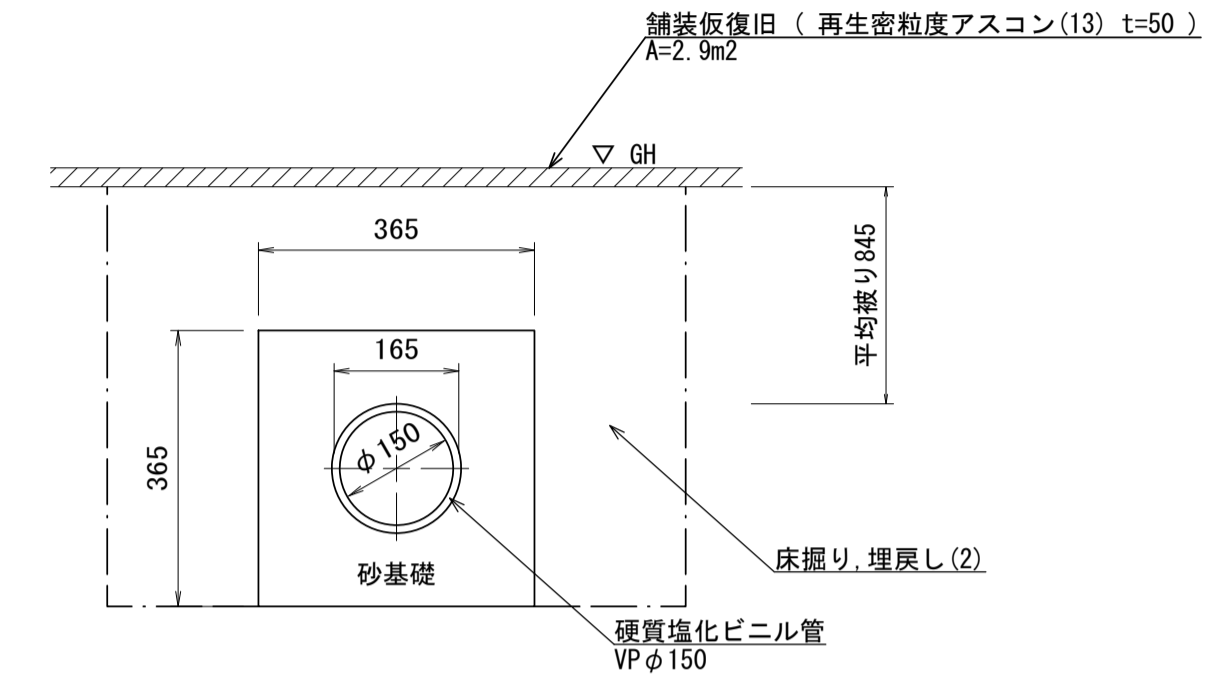 舗装仮復旧 ( 再生密粒度アスコン(13) t=50 )
A=2.9m2
▽ GH
365
平均被り845
165
φ150
365
砂基礎
床掘り,埋戻し(2)
硬質塩化ビニル管
VPφ150